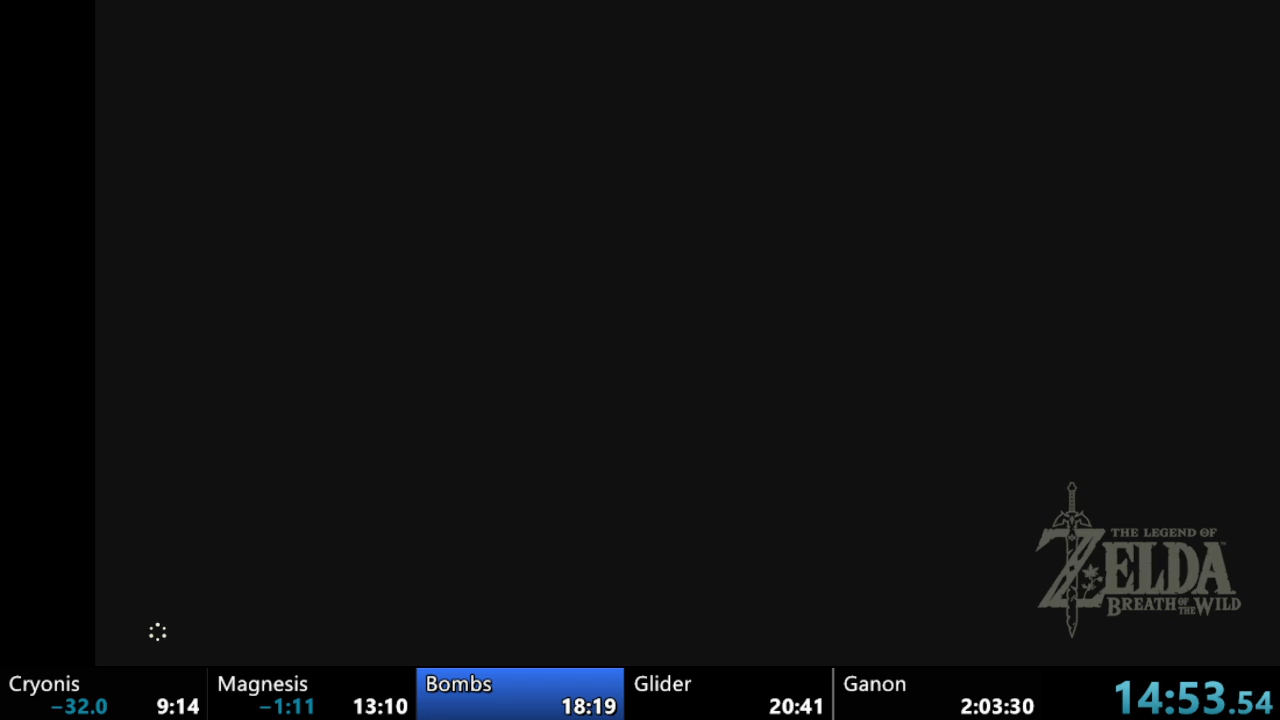 THE LEGEND OF
ZELDA
BREATH OF THE WILD
Cryonis
−32.0 9:14
Magnesis
−1:11 13:10
Bombs
18:19
Glider
20:41
Ganon
2:03:30
14:53.54